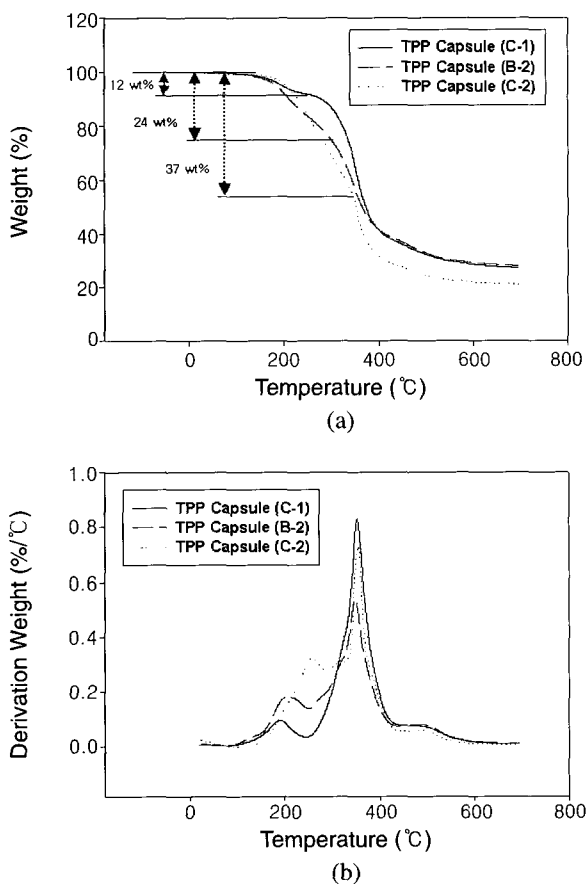 120
100
80
60
40
20
0
Weight (%)
12 wt%
24 wt%
37 wt%
TPP Capsule (C-1)
TPP Capsule (B-2)
TPP Capsule (C-2)
0 200 400 600 800
Temperature (℃)
(a)
1.0
0.8
0.6
0.4
0.2
0.0
Derivation Weight (%/℃)
TPP Capsule (C-1)
TPP Capsule (B-2)
TPP Capsule (C-2)
0 200 400 600 800
Temperature (℃)
(b)